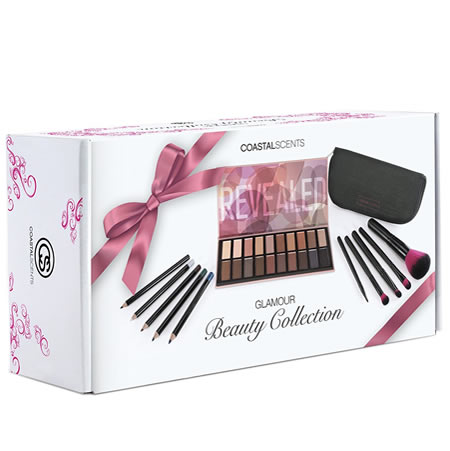 COASTALSCENTS
REVEALED
GLAMOUR
Beauty Collection
COASTALSCENTS